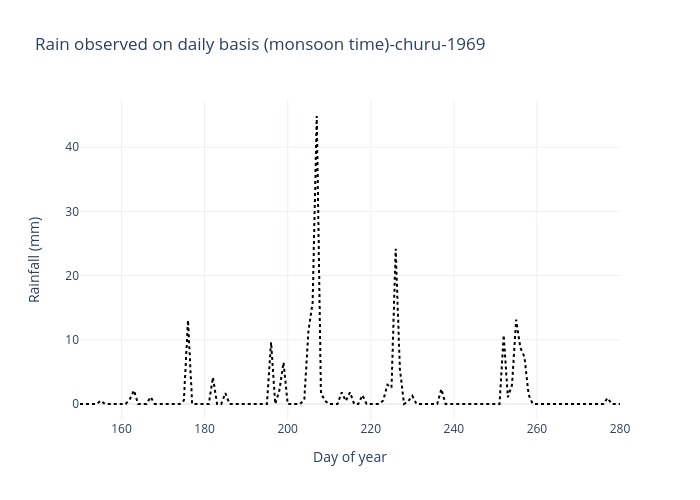 Rain observed on daily basis (monsoon time)-churu-1969
Rainfall (mm)
40
30
20
10
0
160 180 200 220 240 260 280
Day of year